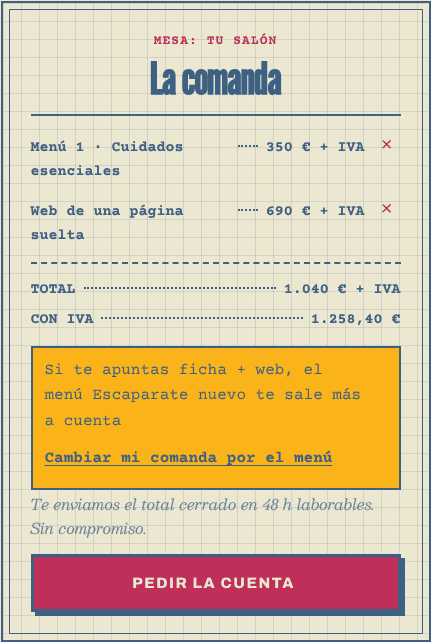 MESA: TU SALÓN
La comanda
Menú 1 · Cuidados esenciales 350 € + IVA ×
Web de una página suelta 690 € + IVA ×
TOTAL 1.040 € + IVA
CON IVA 1.258,40 €
Si te apuntas ficha + web, el
menú Escaparate nuevo te sale más
a cuenta
Cambiar mi comanda por el menú
Te enviamos el total cerrado en 48 h laborables.
Sin compromiso.
PEDIR LA CUENTA